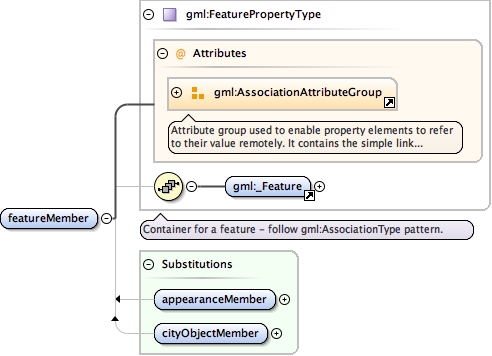 gml:FeaturePropertyType
@ Attributes
gml:AssociationAttributeGroup
Attribute group used to enable property elements to refer
to their value remotely. It contains the simple link...
gml:_Feature
featureMember
Container for a feature - follow gml:AssociationType pattern.
Substitutions
appearanceMember
cityObjectMember